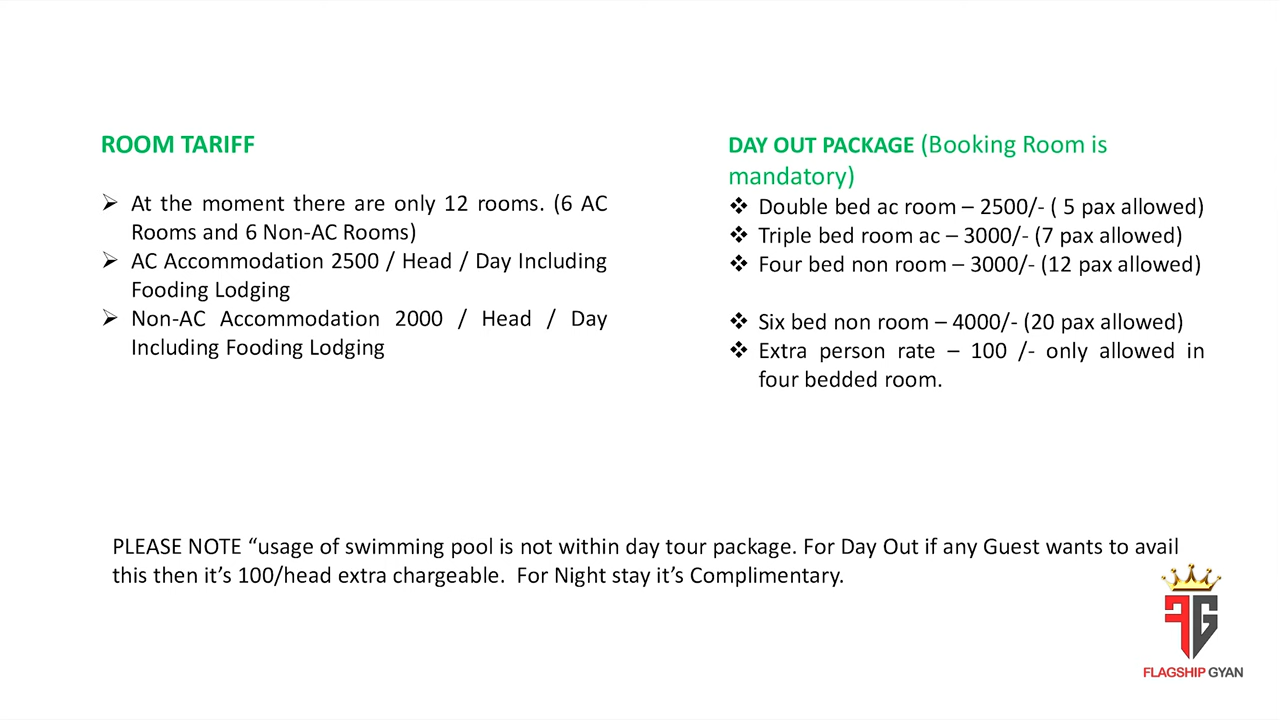 ROOM TARIFF
➢ At the moment there are only 12 rooms. (6 AC
Rooms and 6 Non-AC Rooms)
➢ AC Accommodation 2500 / Head / Day Including
Fooding Lodging
➢ Non-AC Accommodation 2000 / Head / Day
Including Fooding Lodging
DAY OUT PACKAGE (Booking Room is
mandatory)
❖ Double bed ac room – 2500/- ( 5 pax allowed)
❖ Triple bed room ac – 3000/- (7 pax allowed)
❖ Four bed non room – 3000/- (12 pax allowed)
❖ Six bed non room – 4000/- (20 pax allowed)
❖ Extra person rate – 100 /- only allowed in
four bedded room.
PLEASE NOTE “usage of swimming pool is not within day tour package. For Day Out if any Guest wants to avail
this then it’s 100/head extra chargeable. For Night stay it’s Complimentary.
FG
FLAGSHIP GYAN